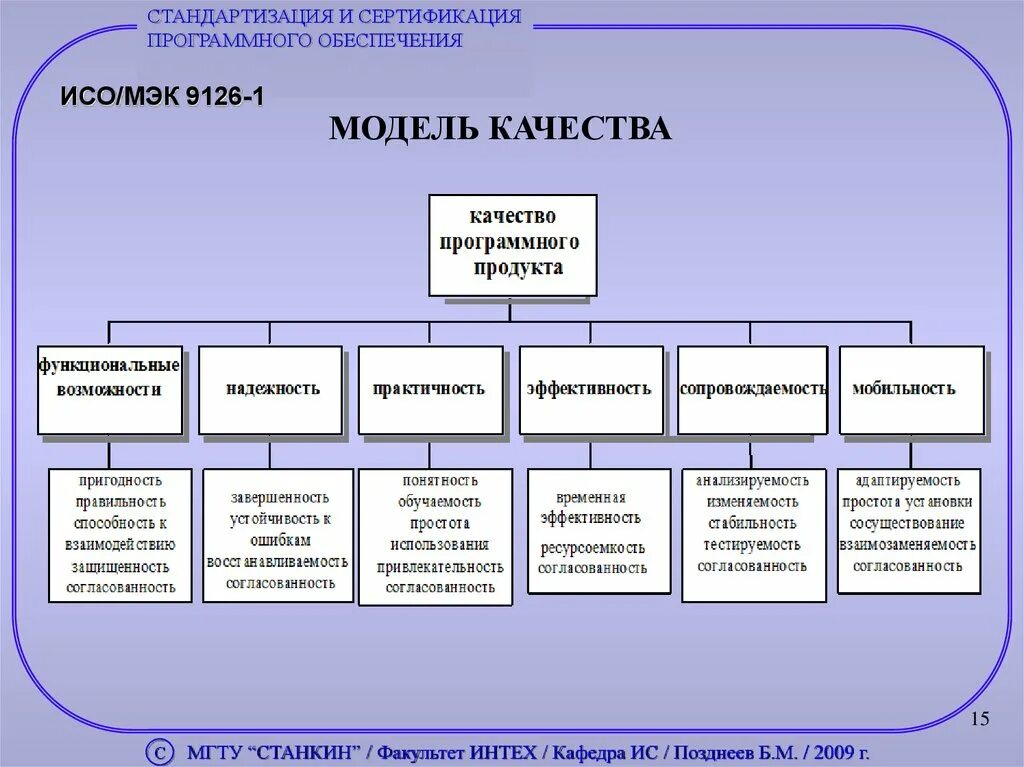 СТАНДАРТИЗАЦИЯ И СЕРТИФИКАЦИЯ
ПРОГРАММНОГО ОБЕСПЕЧЕНИЯ
ИСО/МЭК 9126-1
МОДЕЛЬ КАЧЕСТВА
качество
программного
продукта
функциональные
возможности
надежность
практичность
эффективность
сопровождаемость
мобильность
пригодность
правильность
способность к
взаимодействию
защищенность
согласованность
завершенность
устойчивость к
ошибкам
восстанавливаемость
согласованность
понятность
обучаемость
простота
использования
привлекательность
согласованность
временная
эффективность
ресурсоемкость
согласованность
анализируемость
изменяемость
стабильность
тестируемость
согласованность
адаптируемость
простота установки
сосуществование
взаимозаменяемость
согласованность
15
© МГТУ “СТАНКИН” / Факультет ИНТЕХ / Кафедра ИС / Позднеев Б.М. / 2009 г.